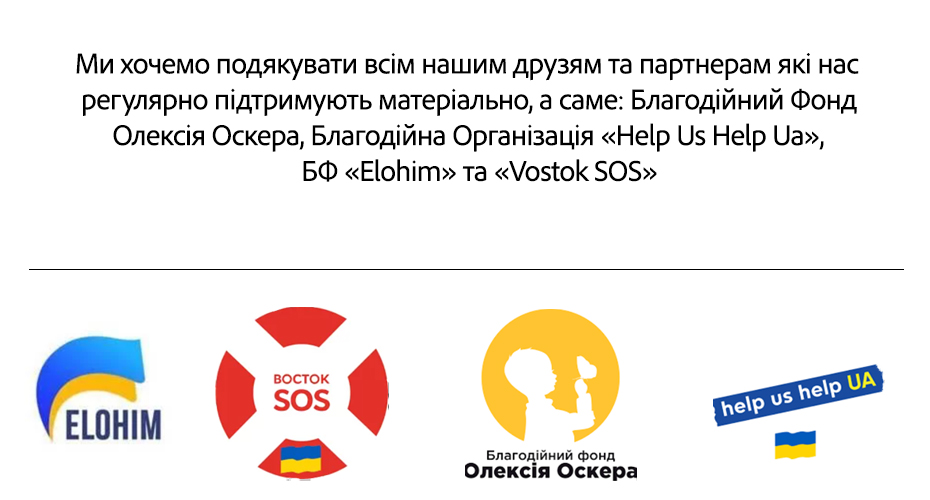 Ми хочемо подякувати всім нашим друзям та партнерам які нас
регулярно підтримують матеріально, а саме: Благодійний Фонд
Олексія Оскера, Благодійна Організація «Help Us Help Ua»,
БФ «Elohim» та «Vostok SOS»
ELOHIM
ВОСТОК
SOS
Благодійний фонд
Олексія Оскера
help us help UA